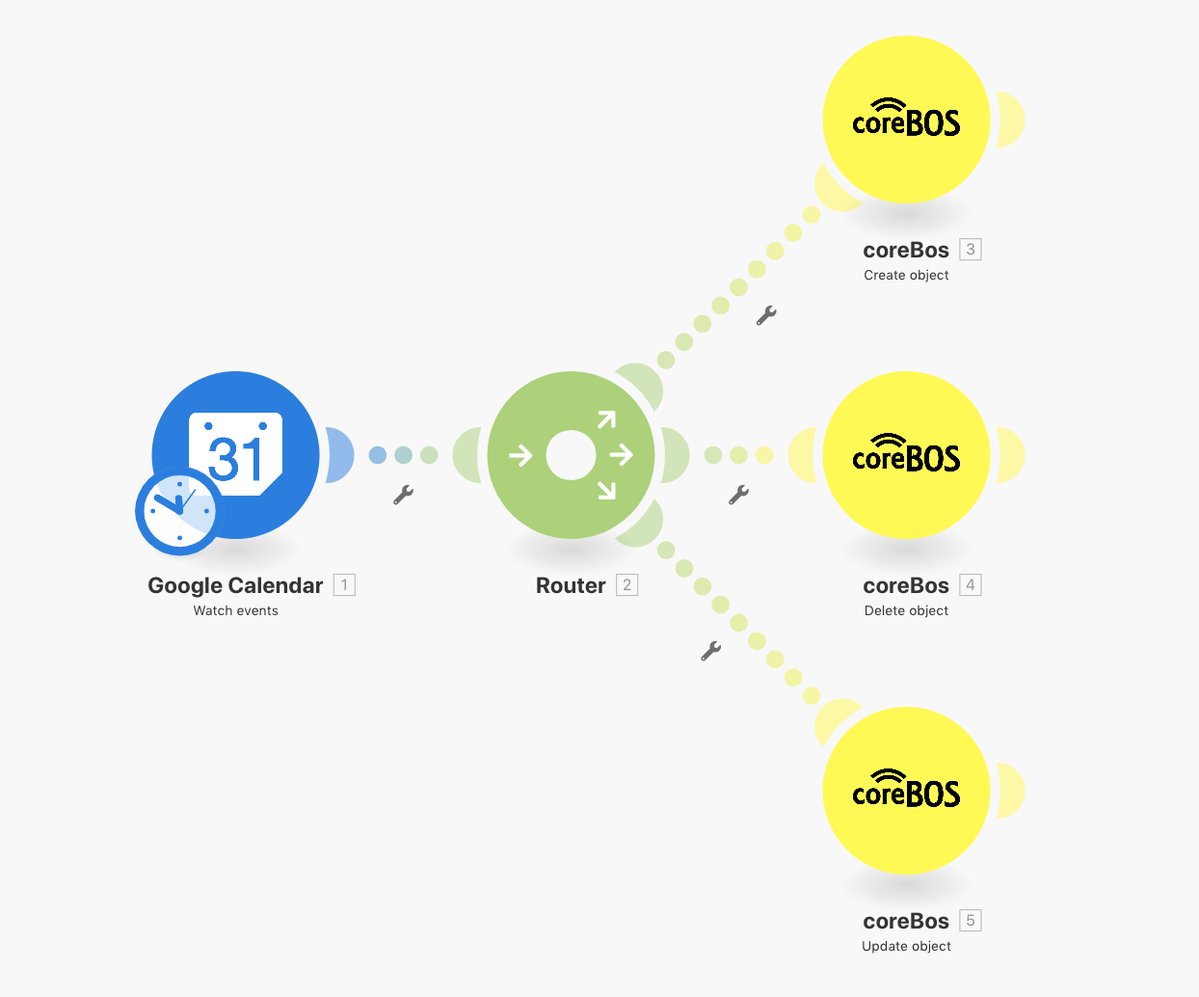 coreBOS
coreBos 3
Create object
31
Google Calendar 1
Watch events
Router 2
coreBOS
coreBos 4
Delete object
coreBOS
coreBos 5
Update object